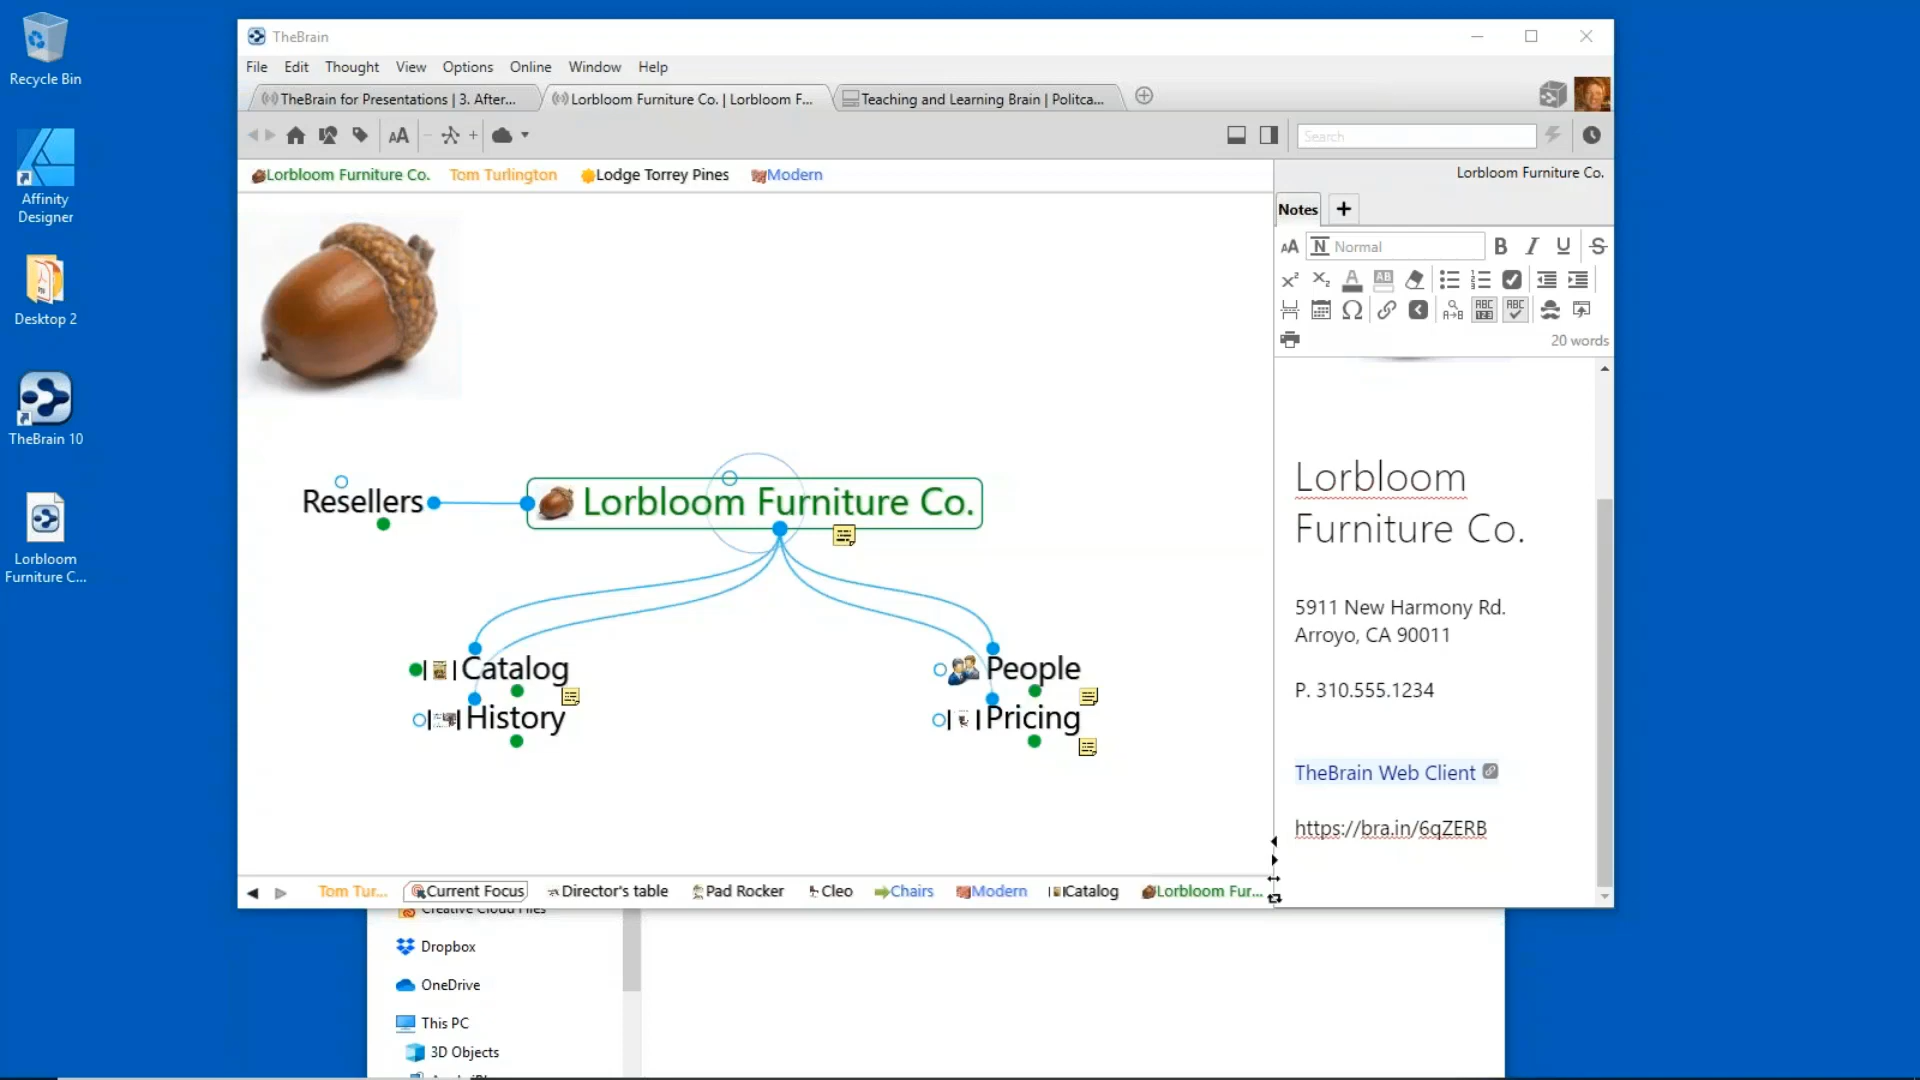 Recycle Bin
Affinity
Designer
Desktop 2
TheBrain 10
Lorbloom
Furniture C...
TheBrain
File Edit Thought View Options Online Window Help
TheBrain for Presentations | 3. After...
Lorbloom Furniture Co. | Lorbloom F...
Teaching and Learning Brain | Politca...
AA
Search
Lorbloom Furniture Co. Tom Turlington Lodge Torrey Pines Modern
Resellers
Lorbloom Furniture Co.
Catalog
History
People
Pricing
Tom Tur... Current Focus Director's table Pad Rocker Cleo Chairs Modern Catalog Lorbloom Fur...
Lorbloom Furniture Co.
Notes +
AA N Normal B I U S
20 words
Lorbloom
Furniture Co.
5911 New Harmony Rd.
Arroyo, CA 90011
P. 310.555.1234
TheBrain Web Client
https://bra.in/6qZERB
Creative Cloud Files
Dropbox
OneDrive
This PC
3D Objects